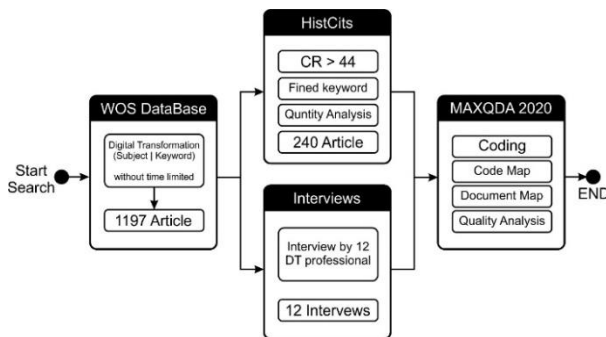 Start
Search
WOS DataBase
Digital Transformation
(Subject | Keyword)
without time limited
1197 Article
HistCits
CR > 44
Fined keyword
Quntity Analysis
240 Article
Interviews
Interview by 12
DT professional
12 Intervews
MAXQDA 2020
Coding
Code Map
Document Map
Quality Analysis
END